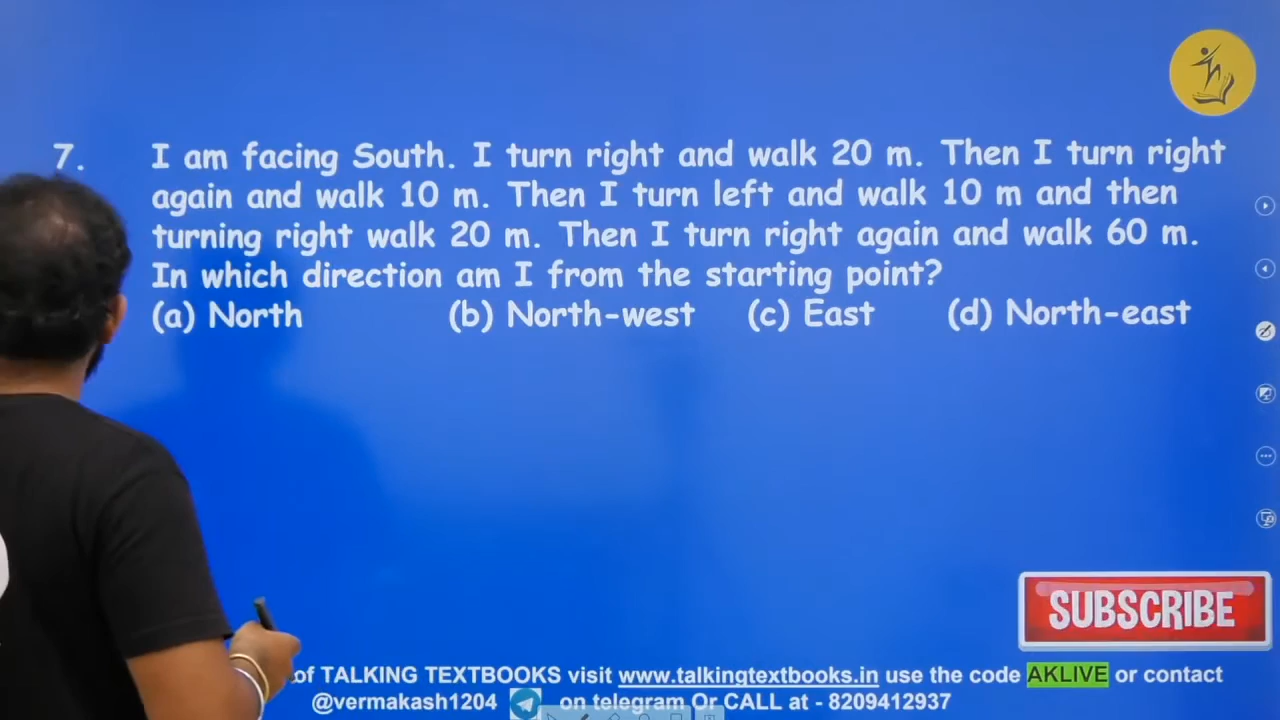 7. I am facing South. I turn right and walk 20 m. Then I turn right
again and walk 10 m. Then I turn left and walk 10 m and then
turning right walk 20 m. Then I turn right again and walk 60 m.
In which direction am I from the starting point?
(a) North (b) North-west (c) East (d) North-east
SUBSCRIBE
of TALKING TEXTBOOKS visit www.talkingtextbooks.in use the code AKLIVE or contact
@vermakash1204 on telegram Or CALL at - 8209412937